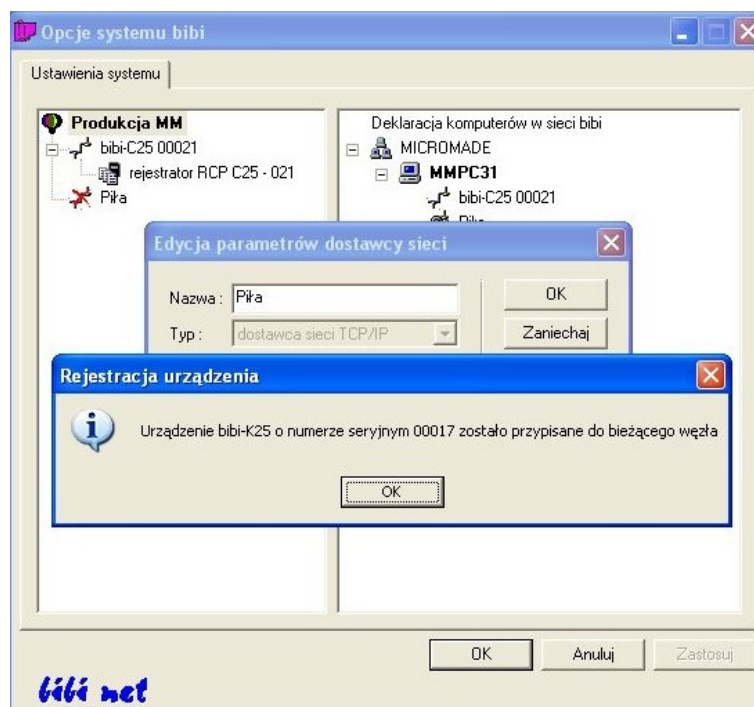 Opcje systemu bibi
Ustawienia systemu
Produkcja MM
bibi-C25 00021
rejestrator RCP C25 - 021
Piła
Deklaracja komputerów w sieci bibi
MICROMADE
MMPC31
bibi-C25 00021
Edycja parametrów dostawcy sieci
Nazwa :
Piła
OK
Typ :
dostawca sieci TCP/IP
Zaniechaj
Rejestracja urządzenia
Urządzenie bibi-K25 o numerze seryjnym 00017 zostało przypisane do bieżącego węzła
OK
OK
Anuluj
Zastosuj
bibi net